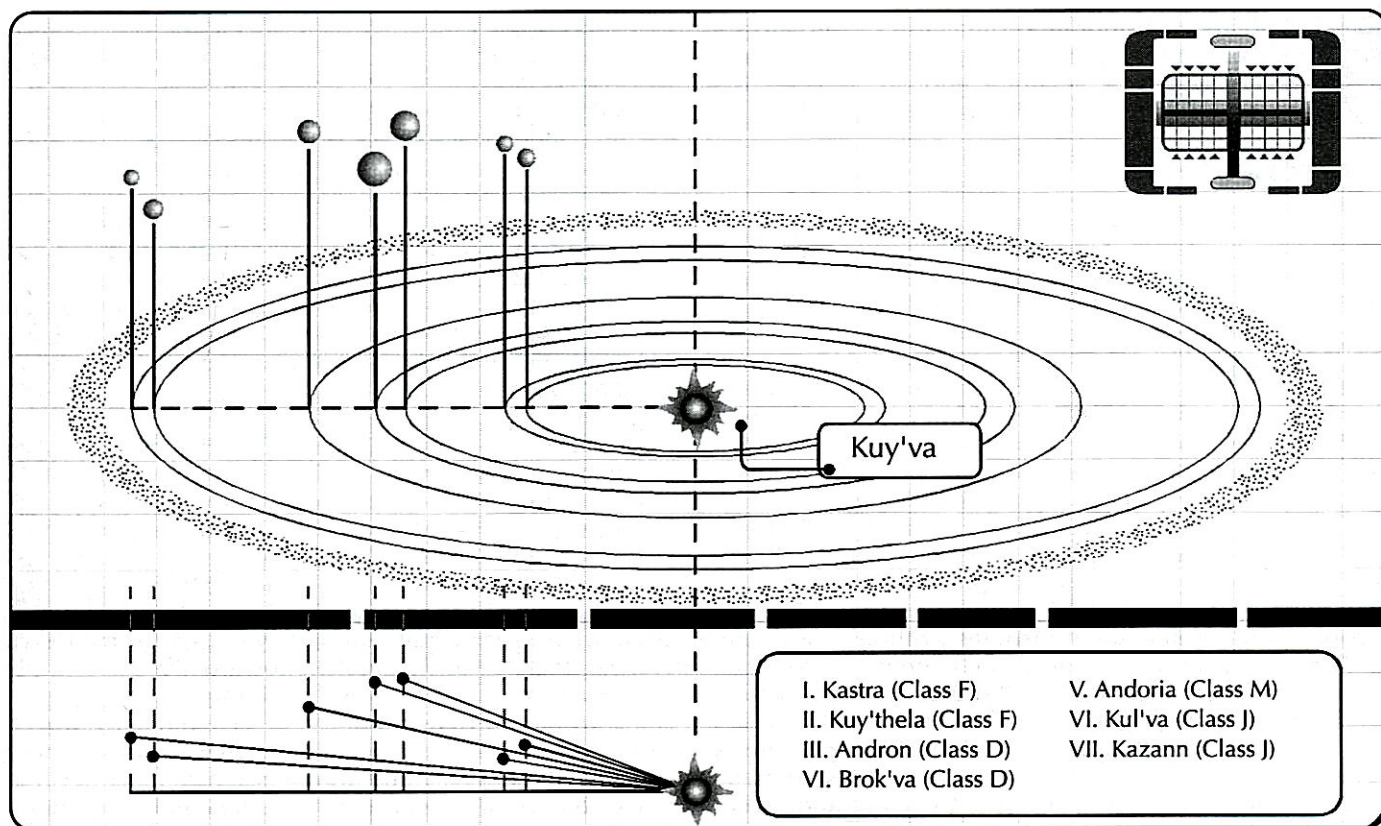 Kuy'va
I. Kastra (Class F)
II. Kuy'thela (Class F)
III. Andron (Class D)
VI. Brok'va (Class D)
V. Andoria (Class M)
VI. Kul'va (Class J)
VII. Kazann (Class J)